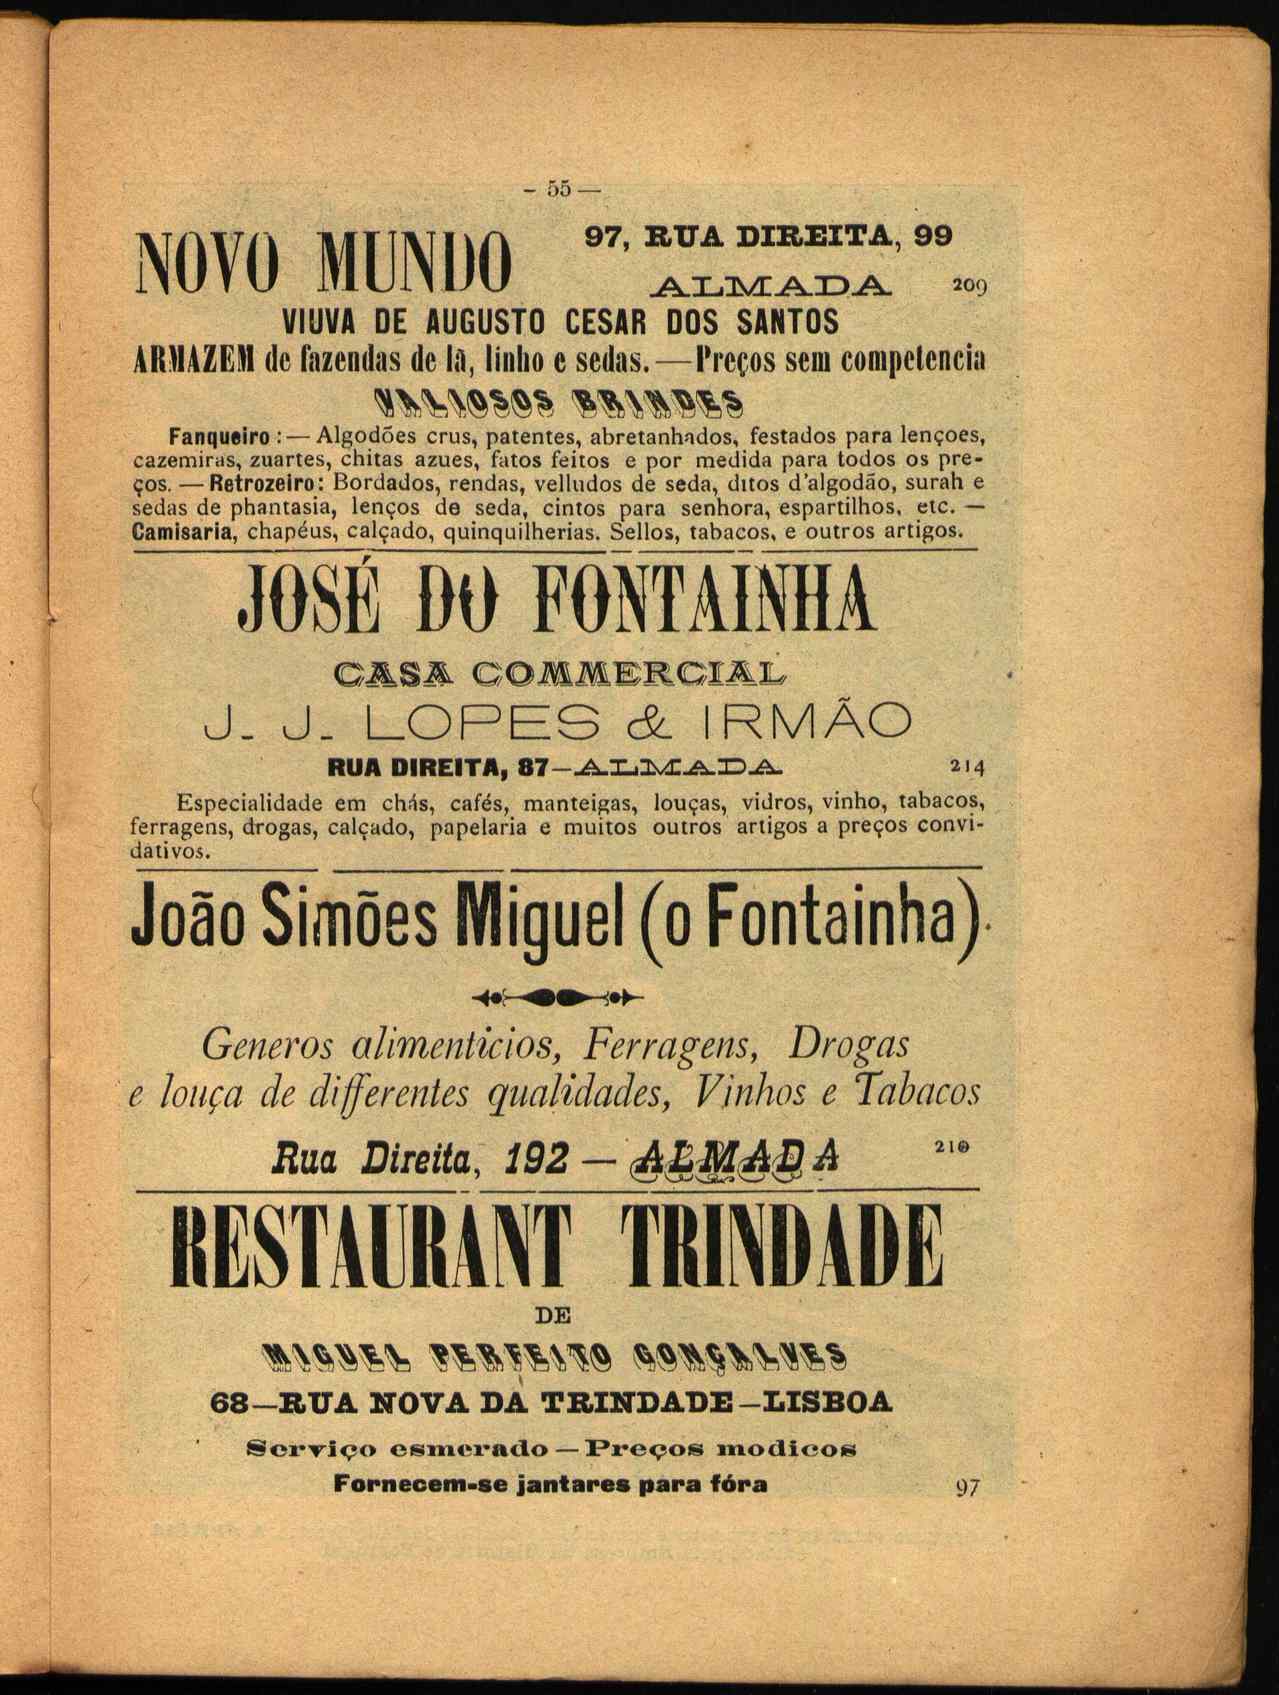 – 55 —
NOVO MUNDO
97, RUA DIREITA, 99
ALMADA 209
VIUVA DE AUGUSTO CESAR DOS SANTOS
ARMAZEM de fazendas de lã, linho e sedas. — Preços sem competencia
VALIOSOS BRINDES
Fanqueiro : — Algodões crus, patentes, abretanhados, festados para lençoes,
cazemiras, zuartes, chitas azues, fatos feitos e por medida para todos os pre-
ços. — Retrozeiro: Bordados, rendas, velludos de seda, ditos d'algodão, surah e
sedas de phantasia, lenços de seda, cintos para senhora, espartilhos, etc. —
Camisaria, chapéus, calçado, quinquilherias. Sellos, tabacos, e outros artigos.
JOSÉ DO FONTAINHA
CASA COMMERCIAL
J. J. LOPES & IRMÃO
RUA DIREITA, 87–ALMADA 214
Especialidade em chás, cafés, manteigas, louças, vidros, vinho, tabacos,
ferragens, drogas, calçado, papelaria e muitos outros artigos a preços convi-
dativos.
João Simões Miguel (o Fontainha).
Generos alimenticios, Ferragens, Drogas
e louça de differentes qualidades, Vinhos e Tabacos
Rua Direita, 192 — ALMADA 210
RESTAURANT TRINDADE
DE
MIGUEL PERFEITO GONÇALVES
68—RUA NOVA DA TRINDADE—LISBOA
Serviço esmerado — Preços modicos
Fornecem-se jantares para fóra 97